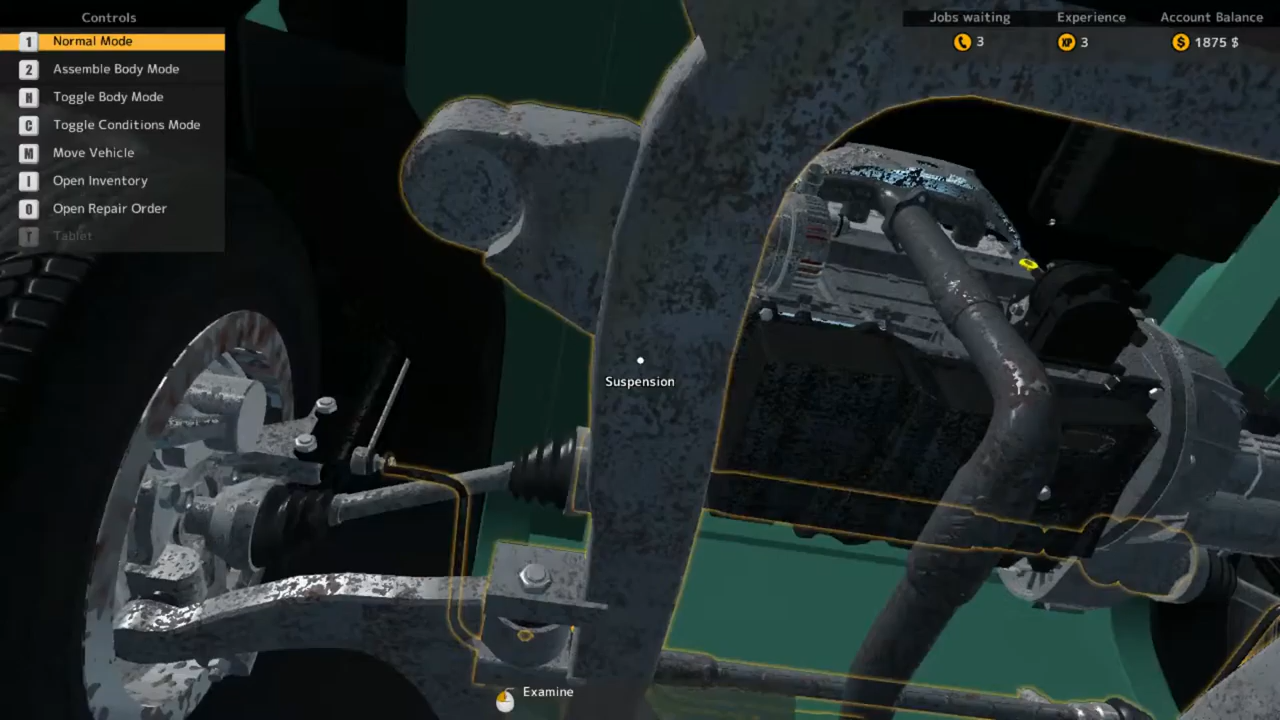 Controls
1 Normal Mode
2 Assemble Body Mode
H Toggle Body Mode
C Toggle Conditions Mode
M Move Vehicle
I Open Inventory
O Open Repair Order
T Tablet
Jobs waiting Experience Account Balance
3 XP 3 $ 1875 $
Suspension
Examine